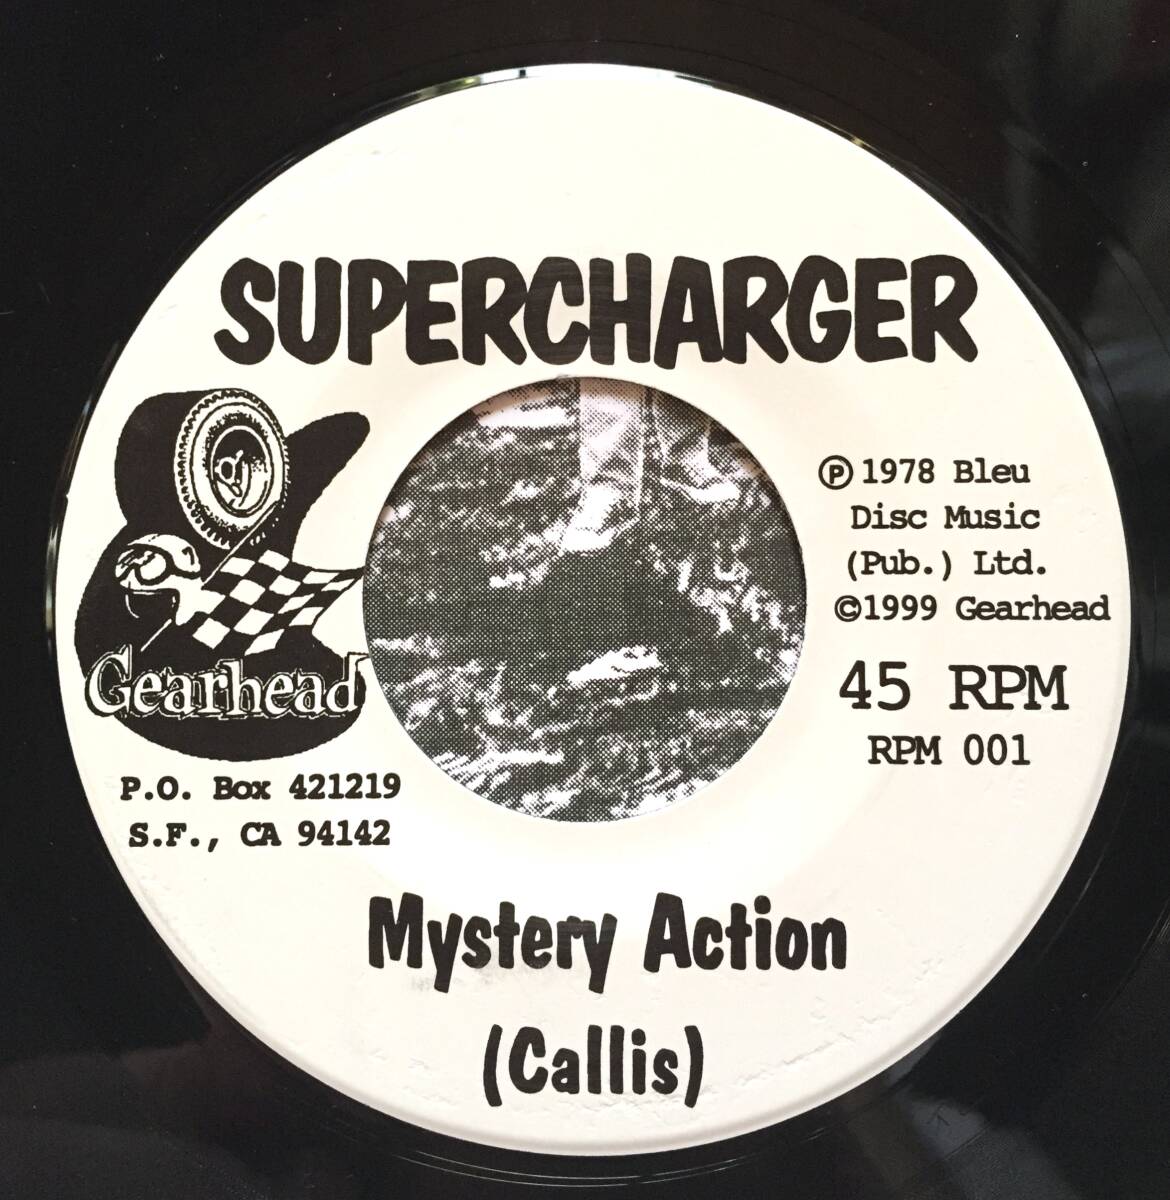 SUPERCHARGER
Gearhead
P.O. Box 421219
S.F., CA 94142
Ⓟ 1978 Bleu
Disc Music
(Pub.) Ltd.
©1999 Gearhead
45 RPM
RPM 001
Mystery Action
(Callis)